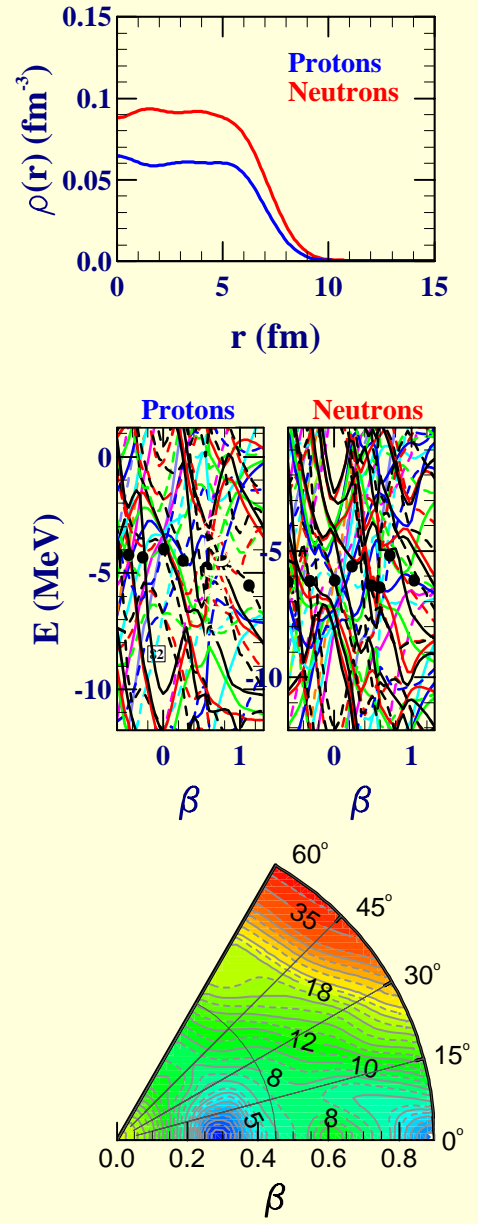 0.15
0.1
0.05
0.0
ρ(r) (fm-3)
Protons
Neutrons
0 5 10 15
r (fm)
Protons Neutrons
E (MeV)
0
-5
-10
82
-5
-10
0 1 0 1
β β
60°
45°
30°
15°
0°
35
18
12
10
8
5
8
0.0 0.2 0.4 0.6 0.8
β